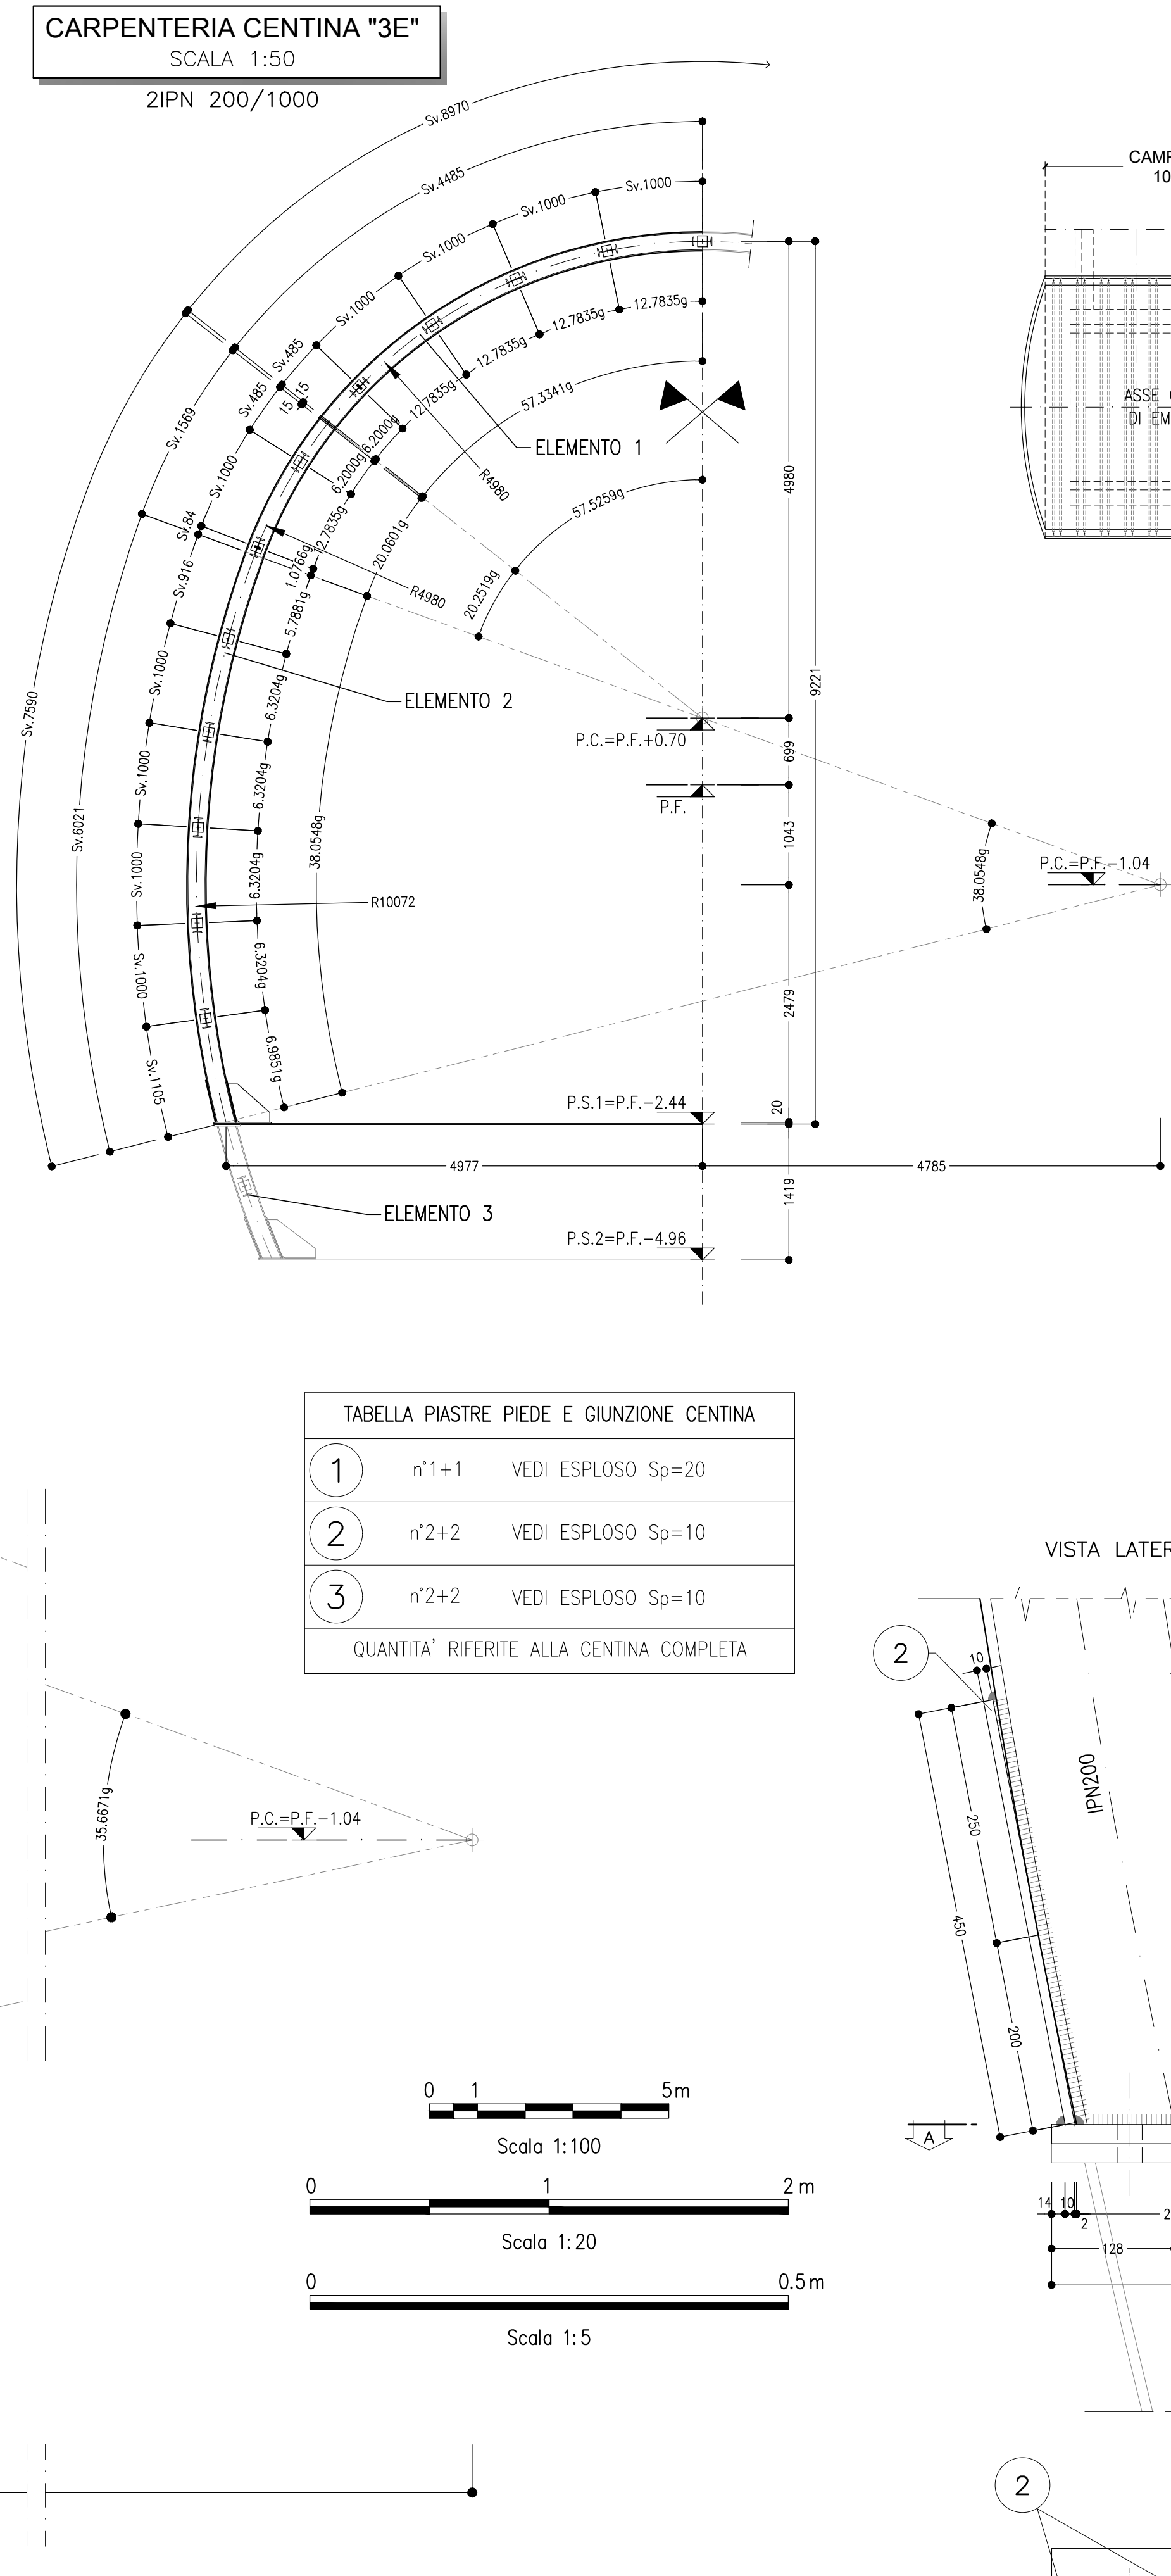 CARPENTERIA CENTINA "3E"
SCALA 1:50
2IPN 200/1000
Sv.8970
Sv.4485
Sv.1000
Sv.1000
Sv.1000
Sv.1000
Sv.485
Sv.485
15
15
Sv.1569
Sv.1000
Sv.84
Sv.916
Sv.1000
Sv.1000
Sv.1000
Sv.1000
Sv.1105
Sv.7590
Sv.6021
12.7835g
12.7835g
12.7835g
12.7835g
6.2000g
6.2000g
12.7835g
1.0766g
5.7881g
6.3204g
6.3204g
6.3204g
6.3204g
6.9851g
57.3341g
20.0601g
38.0548g
57.5259g
20.2519g
ELEMENTO 1
R4980
R4980
ELEMENTO 2
R10072
4980
9221
699
1043
2479
20
1419
P.C.=P.F.+0.70
P.F.
P.C.=P.F.-1.04
38.0548g
P.S.1=P.F.-2.44
4977
4785
ELEMENTO 3
P.S.2=P.F.-4.96
ASSE
DI
TABELLA PIASTRE PIEDE E GIUNZIONE CENTINA
1 n°1+1 VEDI ESPLOSO Sp=20
2 n°2+2 VEDI ESPLOSO Sp=10
3 n°2+2 VEDI ESPLOSO Sp=10
QUANTITA' RIFERITE ALLA CENTINA COMPLETA
35.6671g
P.C.=P.F.-1.04
VISTA
2
10
IPN200
250
450
200
A
14
10
2
128
0 1 5m
Scala 1:100
0 1 2m
Scala 1:20
0 0.5m
Scala 1:5
2